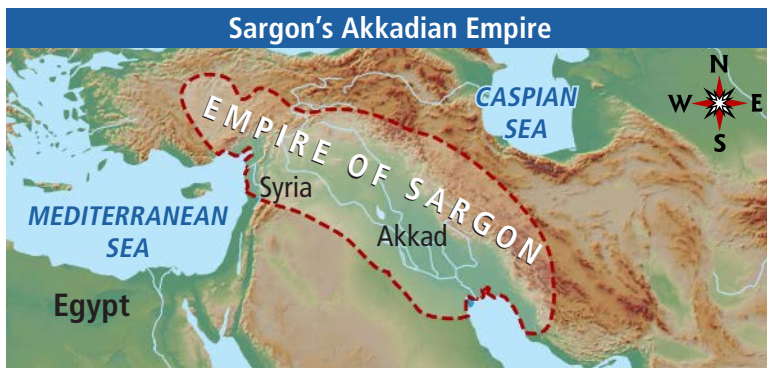 Sargon's Akkadian Empire
N
W E
S
CASPIAN
SEA
EMPIRE OF SARGON
Syria
MEDITERRANEAN
SEA
Akkad
Egypt